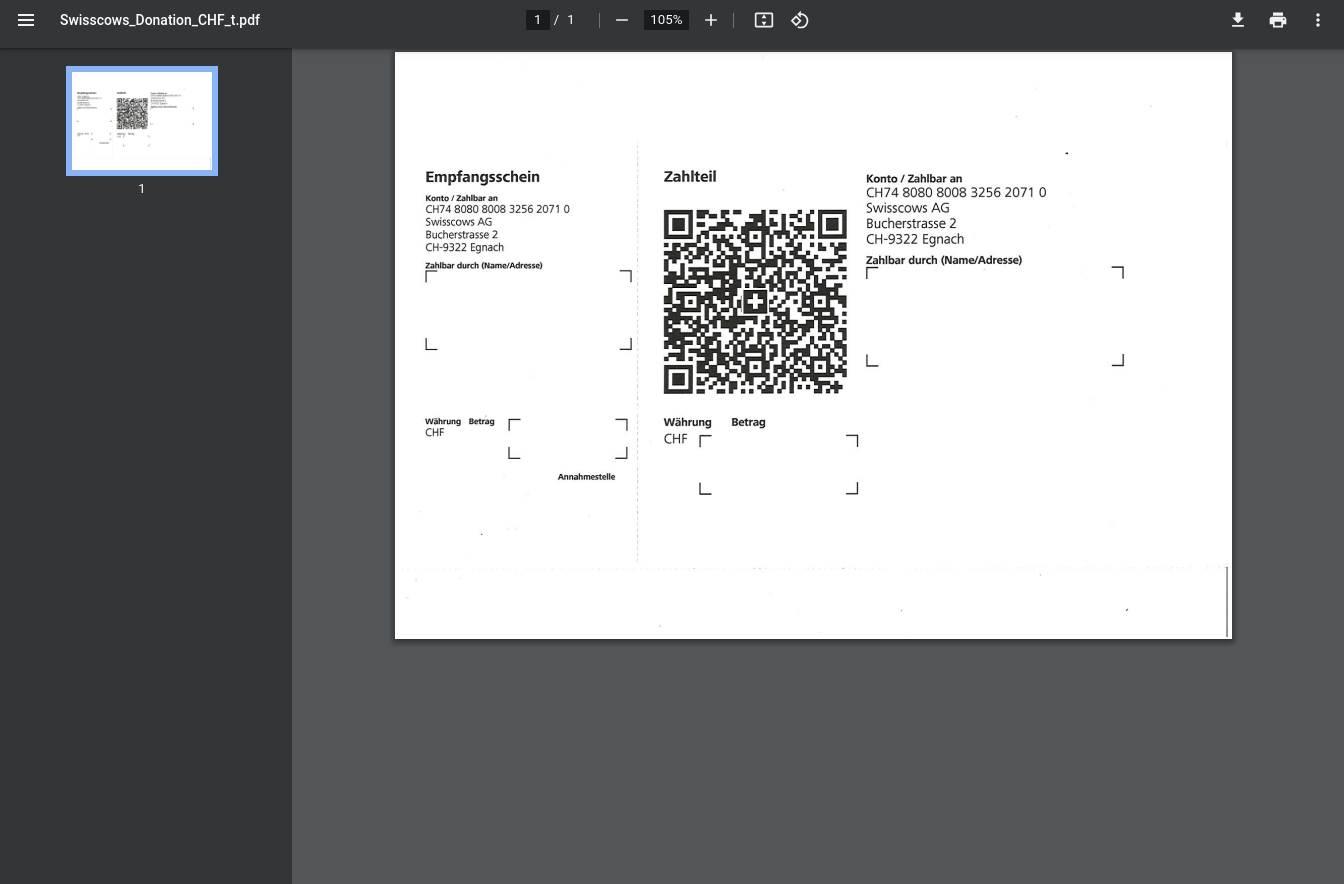 Swisscows_Donation_CHF_t.pdf
1 / 1
105%
1
Empfangsschein
Konto / Zahlbar an
CH74 8080 8008 3256 2071 0
Swisscows AG
Bucherstrasse 2
CH-9322 Egnach
Zahlbar durch (Name/Adresse)
Währung Betrag
CHF
Annahmestelle
Zahlteil
Währung Betrag
CHF
Konto / Zahlbar an
CH74 8080 8008 3256 2071 0
Swisscows AG
Bucherstrasse 2
CH-9322 Egnach
Zahlbar durch (Name/Adresse)